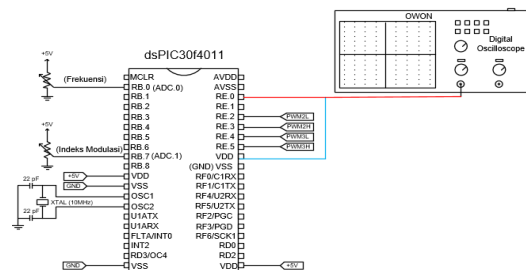 OWON
Digital
Oscilloscope
dsPIC30f4011
+5V
(Frekuensi)
MCLR
RB.0 (ADC.0)
RB.1
RB.2
RB.3
RB.4
RB.5
RB.6
RB.7 (ADC.1)
RB.8
VDD
VSS
OSC1
OSC2
U1ATX
U1ARX
FLTA/INT0
INT2
RD3/OC4
VSS
AVDD
AVSS
RE.0
RE.1
RE.2
RE.3
RE.4
RE.5
VDD
(GND) VSS
RF0/C1RX
RF1/C1TX
RF4/U2RX
RF5/U2TX
RF2/PGC
RF3/PGD
RF6/SCK1
RD0
RD2
VDD
PWM2L
PWM2H
PWM3L
PWM3H
+5V
(Indeks Modulasi)
+5V
GND
22 pF
XTAL (10MHz)
22 pF
GND
+5V